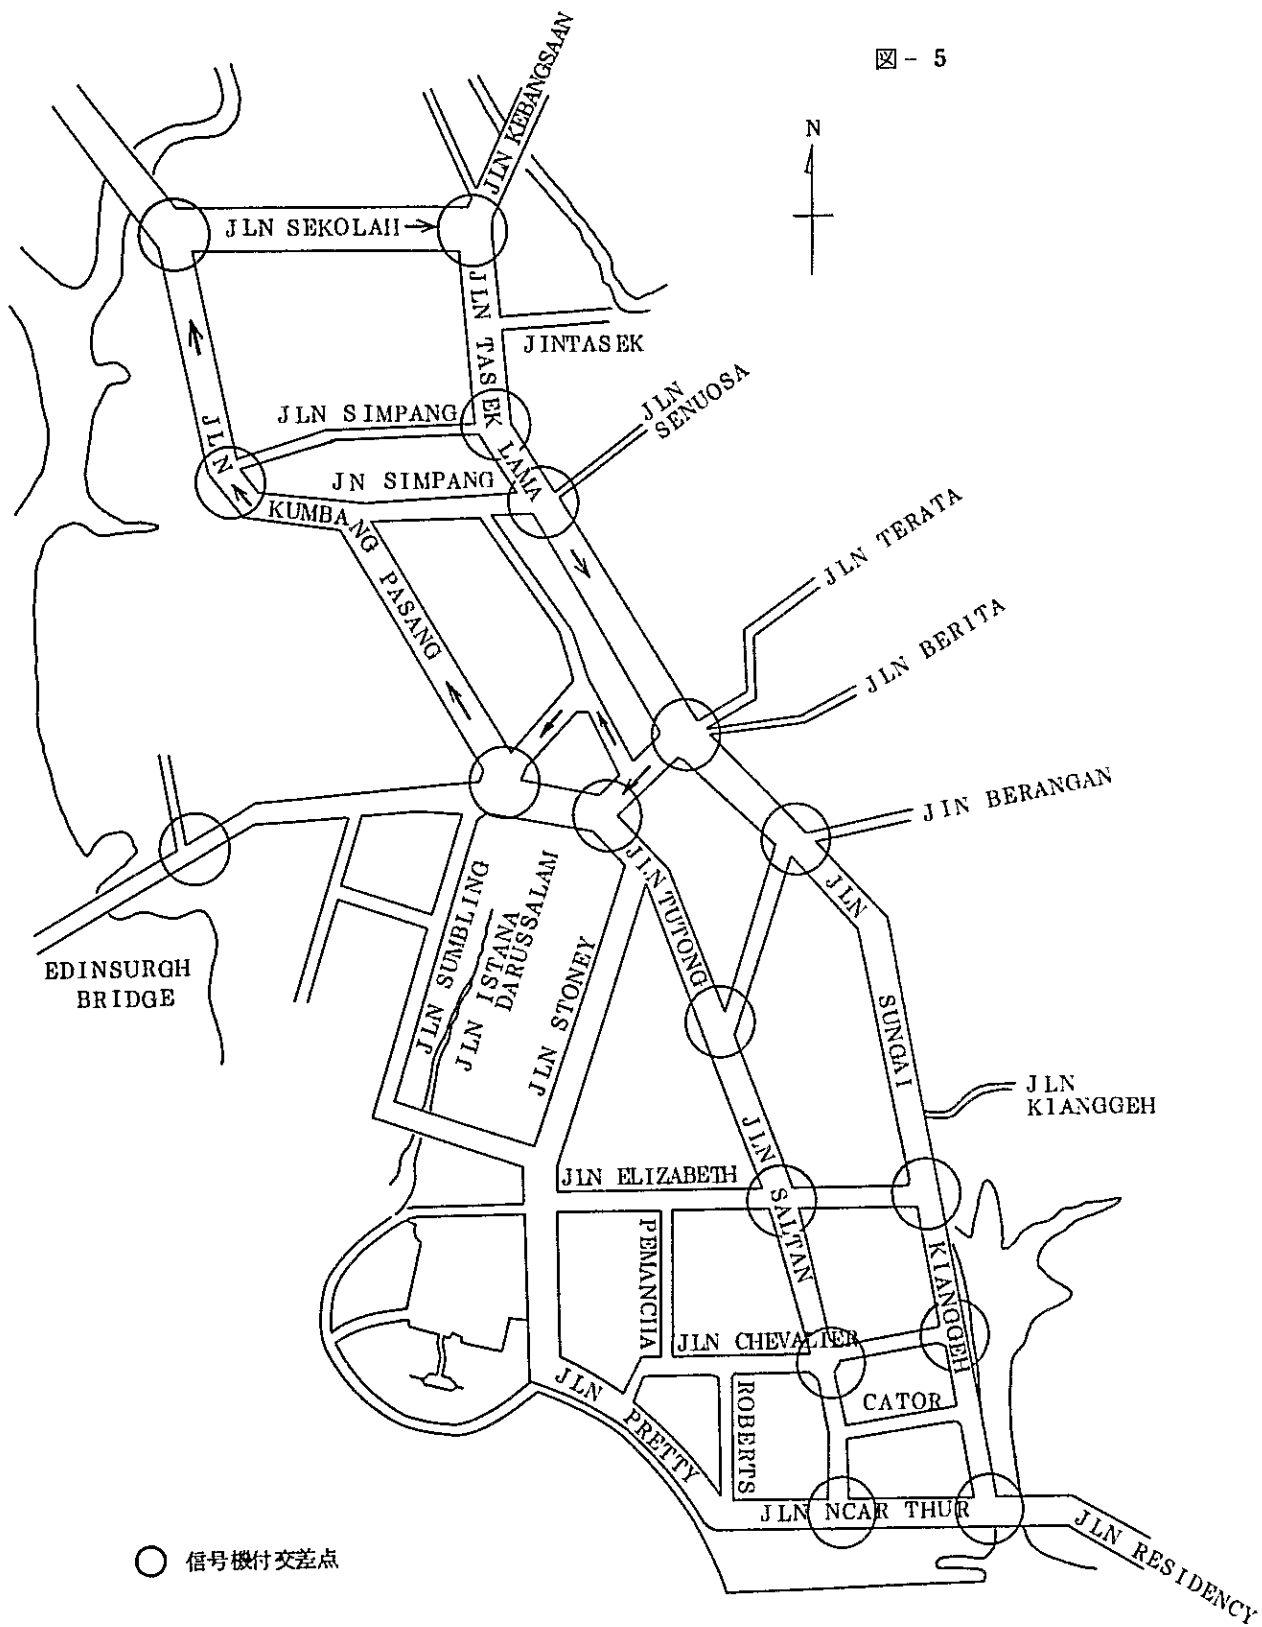 図-5
N
JLN KEBANGSAAN
JLN SEKOLAH
JLN TASEK LAMA
JINTASEK
JLN SIMPANG
JLN
SENUOSA
JN SIMPANG
JLN KUMBANG PASANG
JLN TERATA
JLN BERITA
JIN BERANGAN
JLN TUTONG
JLN SUNGAI KIANGGEH
EDINSURGH
BRIDGE
JLN SUMBLING
JLN ISTANA
DARUSSALAM
JLN STONEY
JLN
KIANGGEH
JLN SALTAN
JLN ELIZABETH
PEMANCHA
JLN CHEVALIER
JLN PRETTY
ROBERTS
CATOR
JLN NCAR THUR
JLN RESIDENCY
信号機付交差点